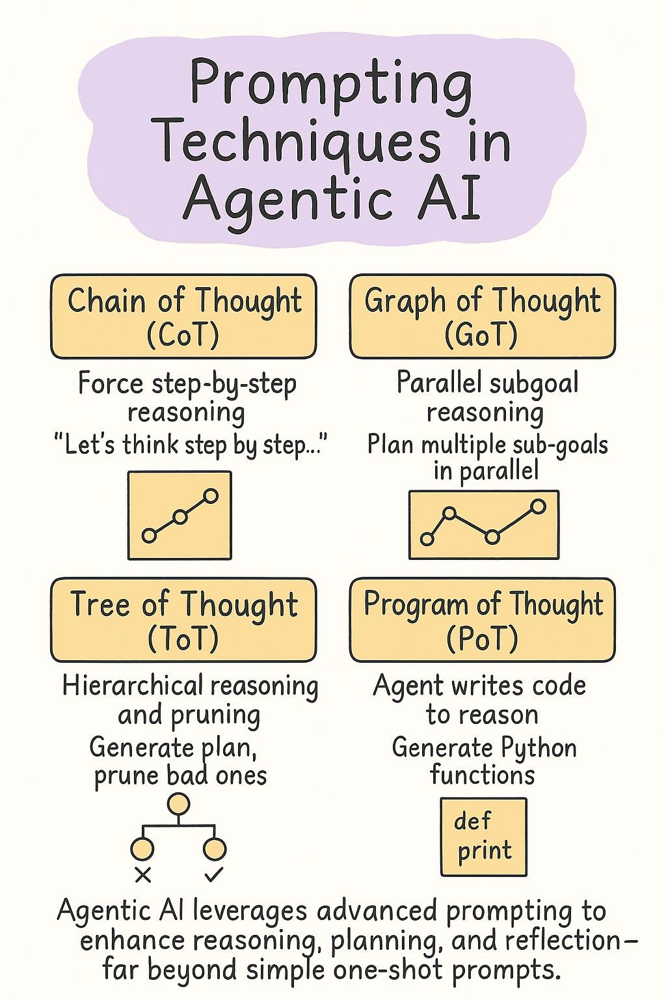 Prompting
Techniques in
Agentic AI
Chain of Thought
(CoT)
Force step-by-step
reasoning
“Let’s think step by step...”
Graph of Thought
(GoT)
Parallel subgoal
reasoning
Plan multiple sub-goals
in parallel
Tree of Thought
(ToT)
Hierarchical reasoning
and pruning
Generate plan,
prune bad ones
Program of Thought
(PoT)
Agent writes code
to reason
Generate Python
functions
def
print
Agentic AI leverages advanced prompting to
enhance reasoning, planning, and reflection–
far beyond simple one-shot prompts.